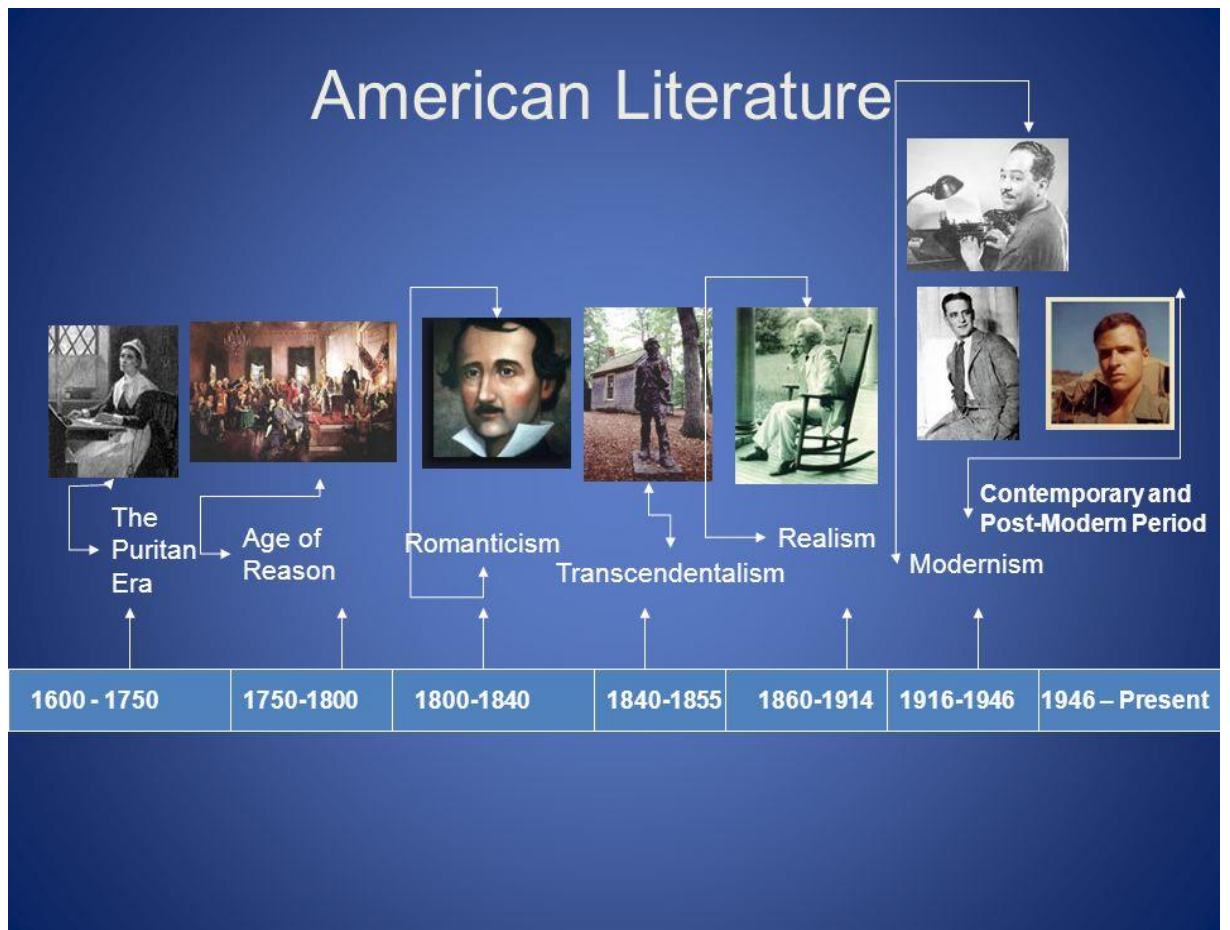 American Literature
The
Puritan
Era
Age of
Reason
Romanticism
Transcendentalism
Realism
Modernism
Contemporary and
Post-Modern Period
1600 - 1750
1750-1800
1800-1840
1840-1855
1860-1914
1916-1946
1946 – Present